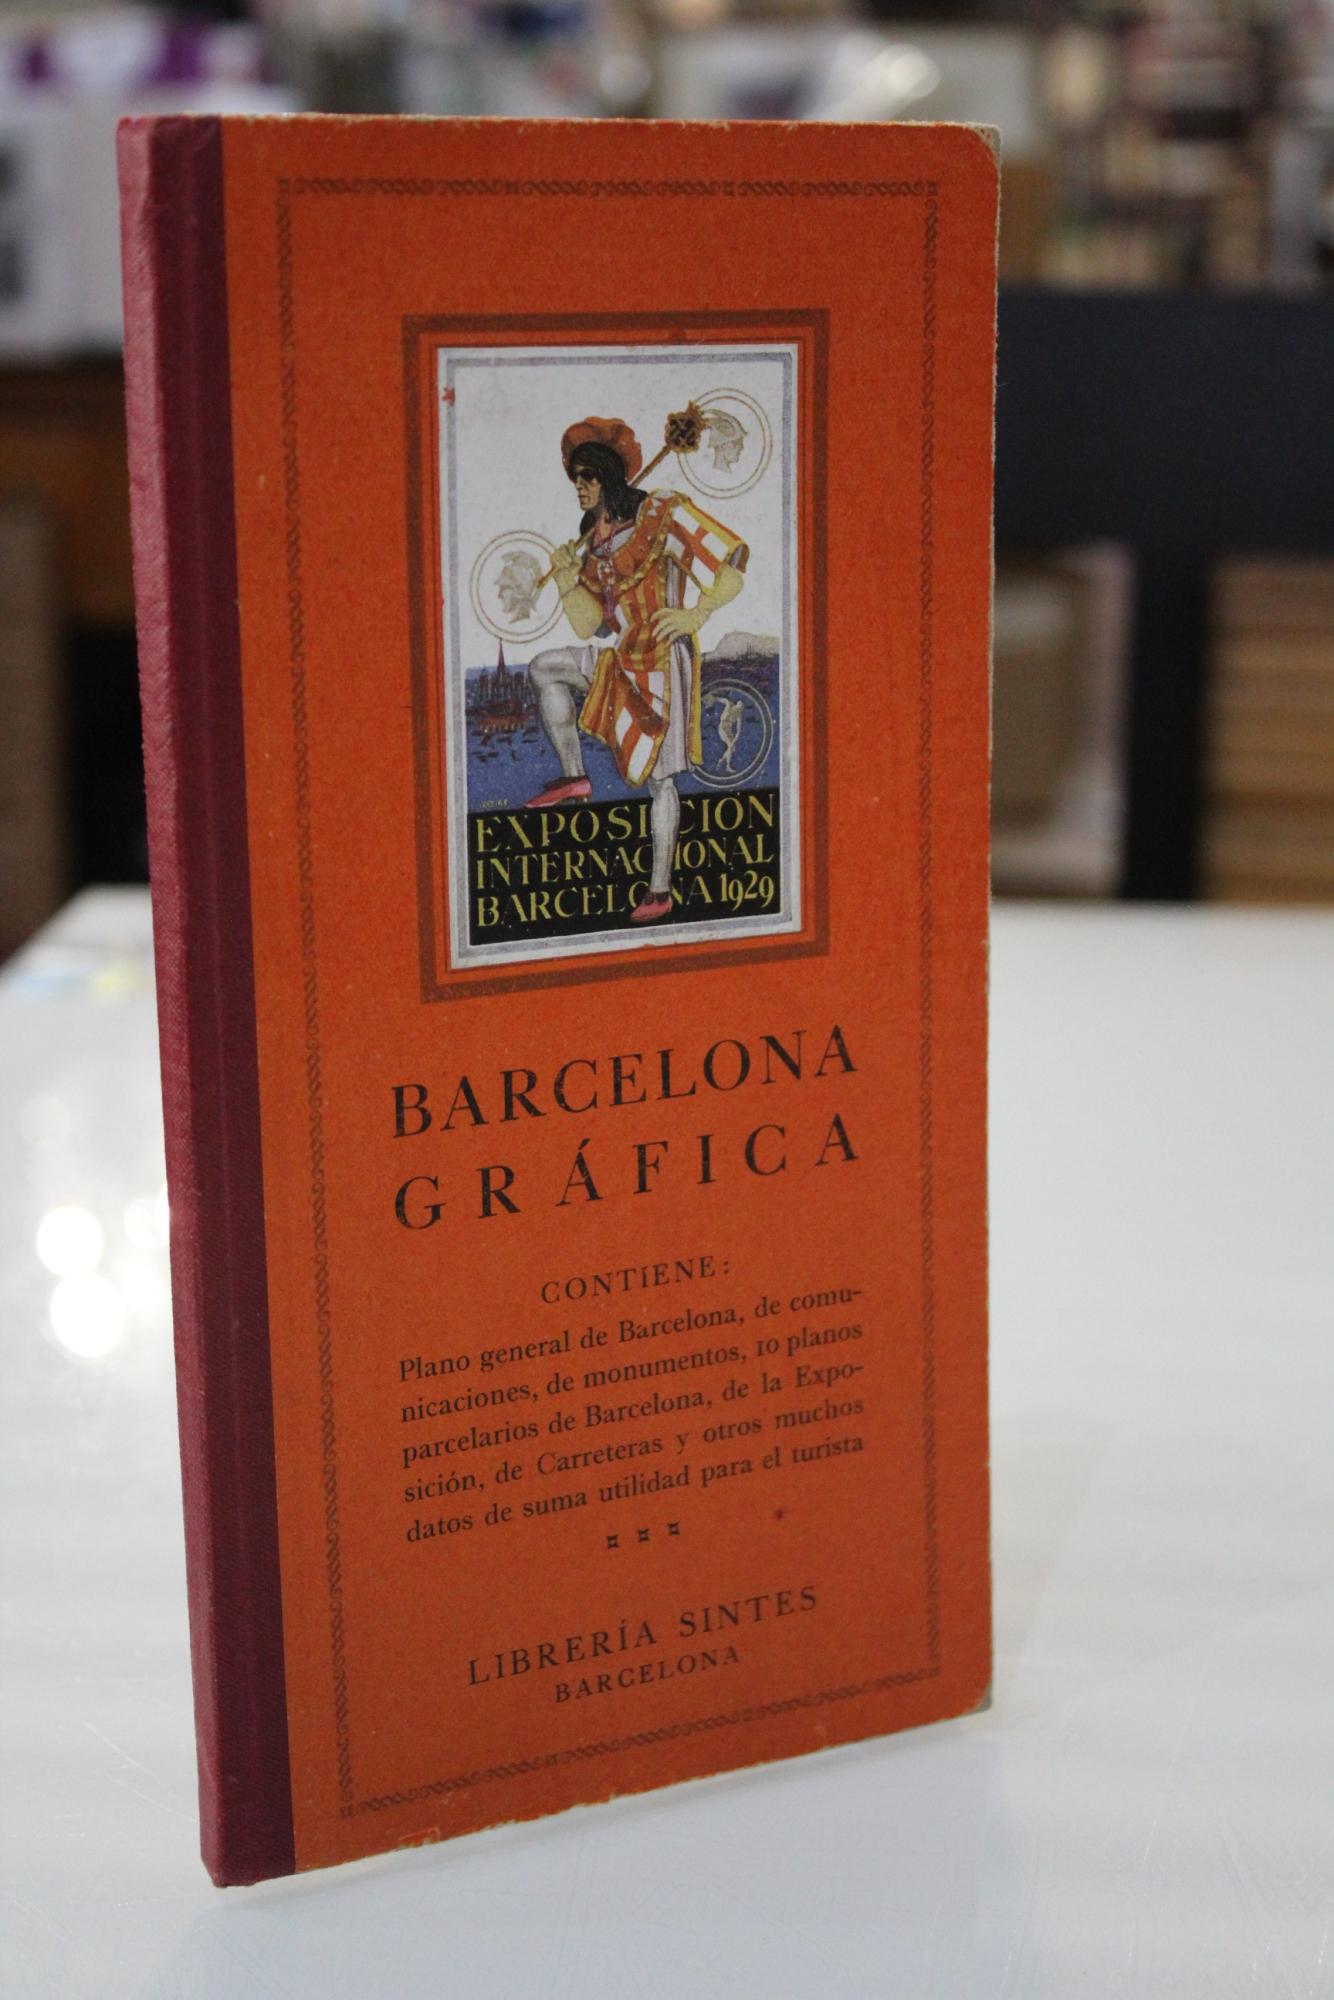 EXPOSICIÓN
INTERNACIONAL
BARCELONA 1929
BARCELONA
GRÁFICA
CONTIENE:
Plano general de Barcelona, de comu-
nicaciones, de monumentos, 10 planos
parcelarios de Barcelona, de la Expo-
sición, de Carreteras y otros muchos
datos de suma utilidad para el turista
LIBRERÍA SINTES
BARCELONA